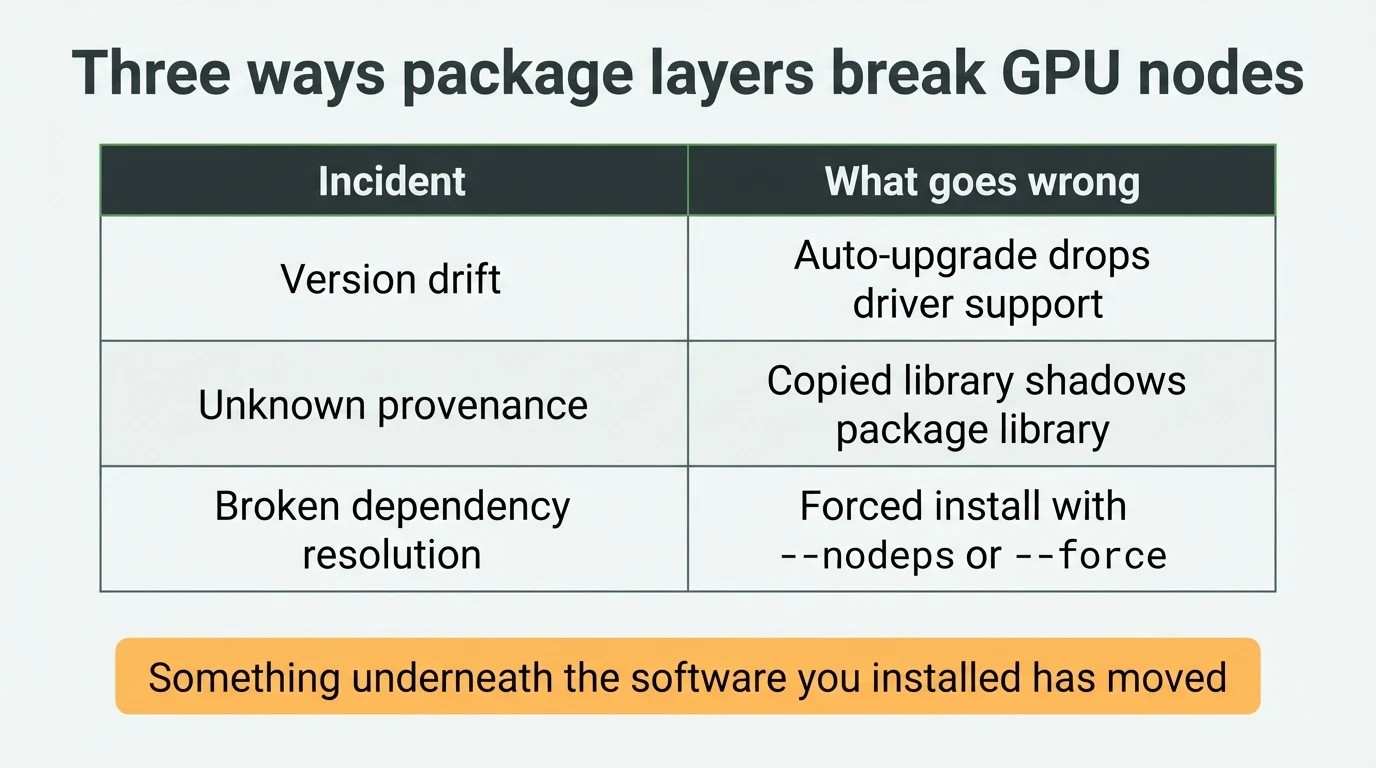 Three ways package layers break GPU nodes
Incident
What goes wrong
Version drift
Auto-upgrade drops
driver support
Unknown provenance
Copied library shadows
package library
Broken dependency
resolution
Forced install with
--nodeps or --force
Something underneath the software you installed has moved